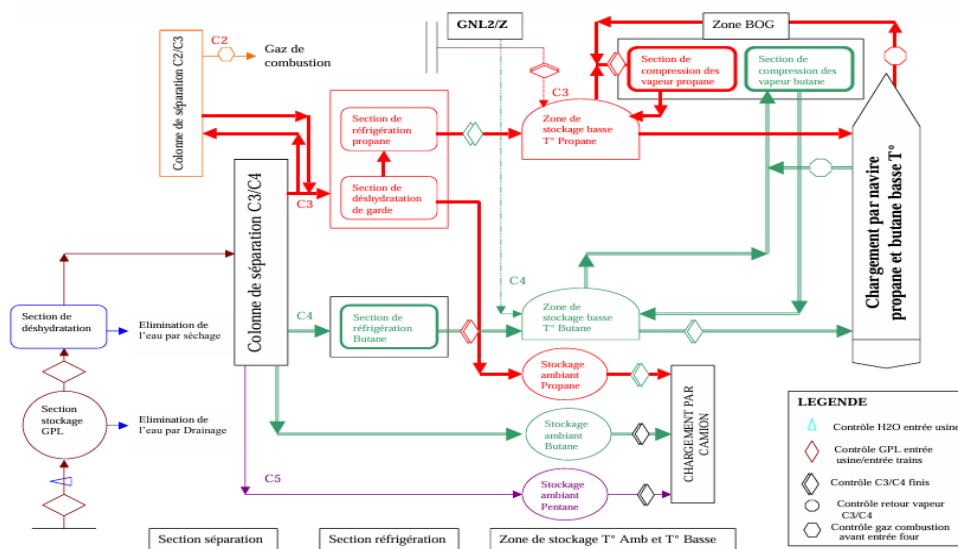 GNL2/Z
Zone BOG
C2
Gaz de
combustion
Colonne de séparation C2/C3
C3
Section de
compression des
vapeur propane
Section de
compression des
vapeur butane
Section de
réfrigération
propane
Zone de
stockage basse
T° Propane
Section de
déshydratation
de garde
C3
Colonne de séparation C3/C4
Chargement par navire
propane et butane basse T°
C4
Zone de
stockage basse
T° Butane
C4
Section de
réfrigération
Butane
Section de
déshydratation
Elimination de
l'eau par séchage
Stockage
ambiant
Propane
Section
stockage
GPL
Elimination de
l'eau par Drainage
Stockage
ambiant
Butane
CHARGEMENT PAR
CAMION
C5
Stockage
ambiant
Pentane
LEGENDE
Contrôle H2O entrée usine
Contrôle GPL entrée
usine/entrée trains
Contrôle C3/C4 finis
Contrôle retour vapeur
C3/C4
Contrôle gaz combustion
avant entrée four
Section séparation
Section réfrigération
Zone de stockage T° Amb et T° Basse